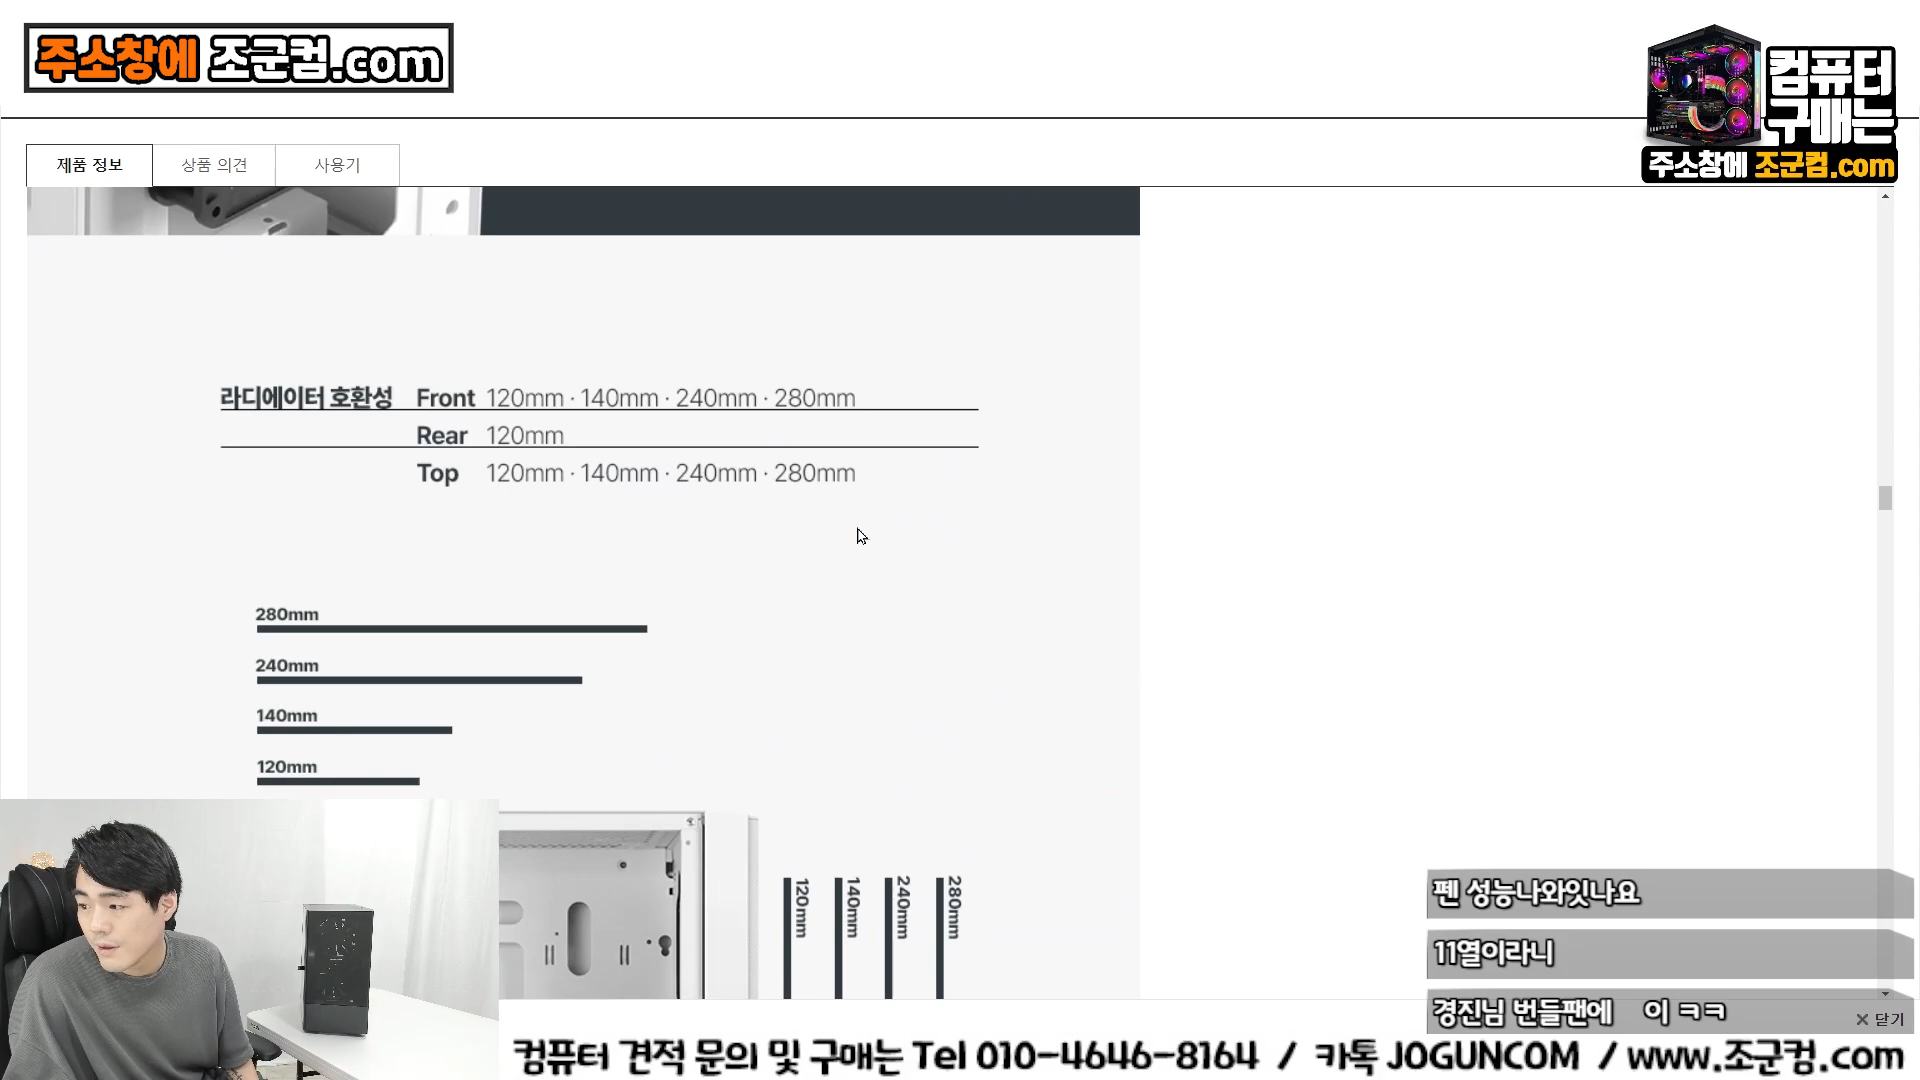 주소창에 조군컴.com
컴퓨터
구매는
주소창에 조군컴.com
제품 정보
상품 의견
사용기
라디에이터 호환성 Front 120mm · 140mm · 240mm · 280mm
Rear 120mm
Top 120mm · 140mm · 240mm · 280mm
280mm
240mm
140mm
120mm
120mm
140mm
240mm
280mm
펜 성능나와잇나요
11열이라니
경진님 번들팬에 이 ㅋㅋ
닫기
컴퓨터 견적 문의 및 구매는 Tel 010-4646-8164 / 카톡 JOGUNCOM / www.조군컴.com